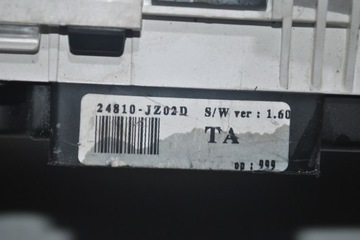 24810-JZ02D S/W ver : 1.60
TA
op : 999